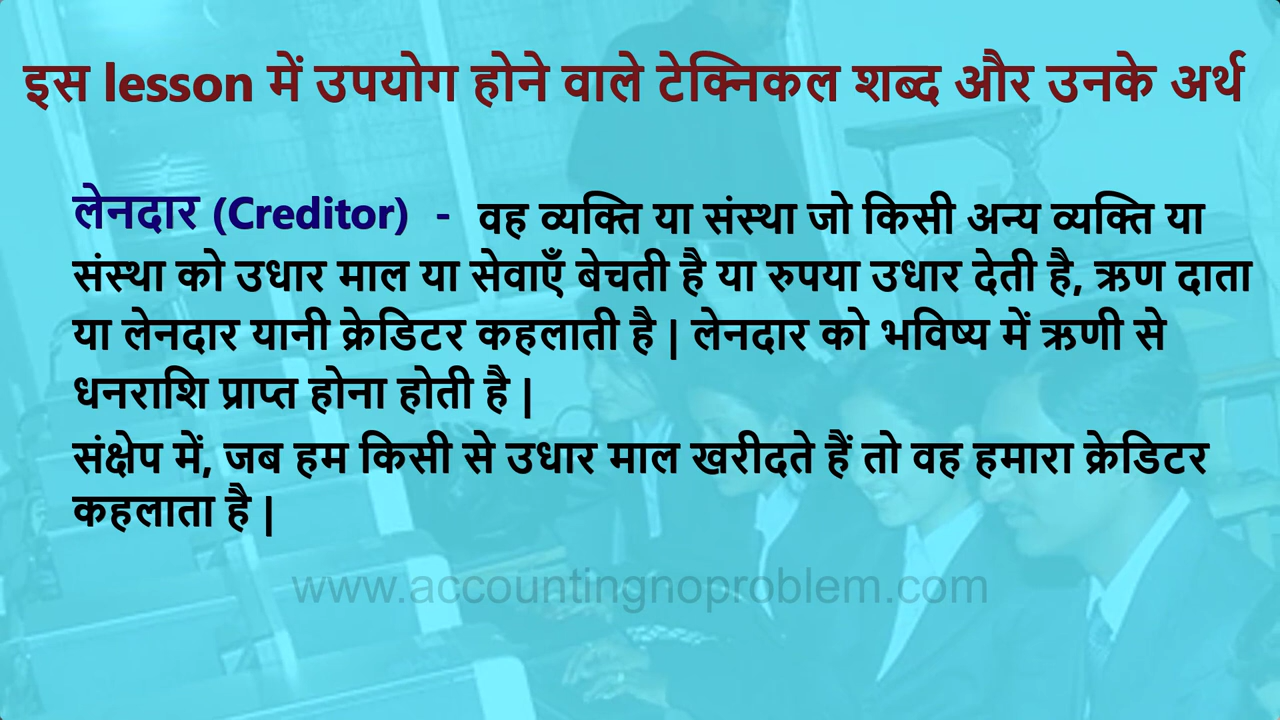 इस lesson में उपयोग होने वाले टेक्निकल शब्द और उनके अर्थ
लेनदार (Creditor) - वह व्यक्ति या संस्था जो किसी अन्य व्यक्ति या
संस्था को उधार माल या सेवाएँ बेचती है या रुपया उधार देती है, ऋण दाता
या लेनदार यानी क्रेडिटर कहलाती है | लेनदार को भविष्य में ऋणी से
धनराशि प्राप्त होना होती है |
संक्षेप में, जब हम किसी से उधार माल खरीदते हैं तो वह हमारा क्रेडिटर
कहलाता है |
www.accountingnoproblem.com